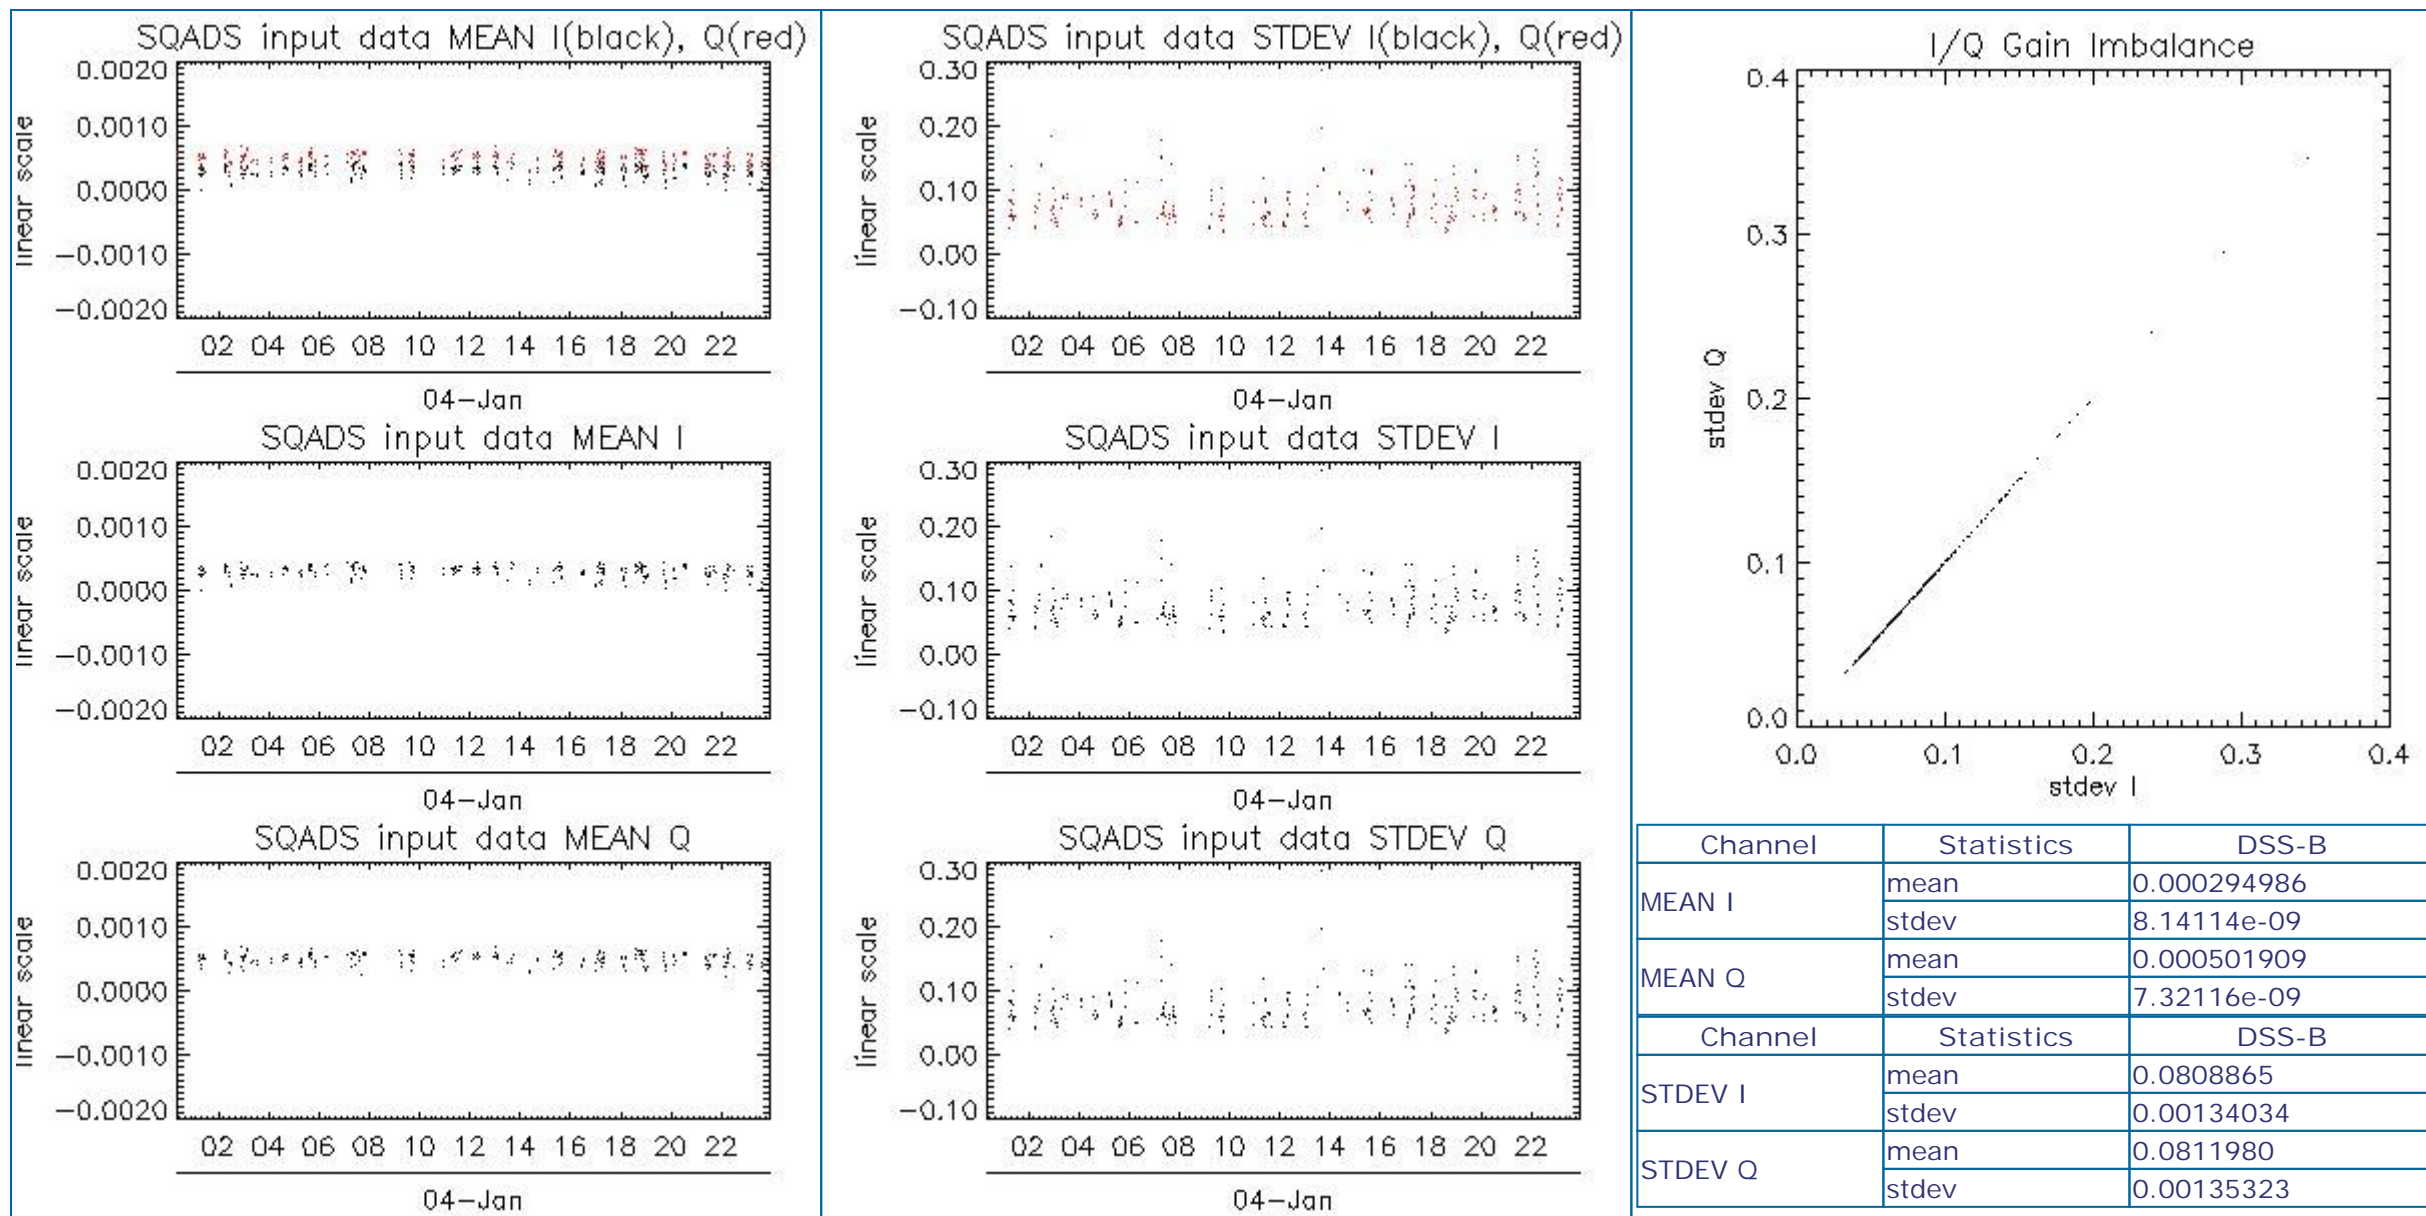 SQADS input data MEAN I(black), Q(red)
linear scale
0.0020
0.0010
0.0000
-0.0010
-0.0020
02 04 06 08 10 12 14 16 18 20 22
04-Jan
SQADS input data MEAN I
linear scale
0.0020
0.0010
0.0000
-0.0010
-0.0020
02 04 06 08 10 12 14 16 18 20 22
04-Jan
SQADS input data MEAN Q
linear scale
0.0020
0.0010
0.0000
-0.0010
-0.0020
02 04 06 08 10 12 14 16 18 20 22
04-Jan
SQADS input data STDEV I(black), Q(red)
linear scale
0.30
0.20
0.10
0.00
-0.10
02 04 06 08 10 12 14 16 18 20 22
04-Jan
SQADS input data STDEV I
linear scale
0.30
0.20
0.10
0.00
-0.10
02 04 06 08 10 12 14 16 18 20 22
04-Jan
SQADS input data STDEV Q
linear scale
0.30
0.20
0.10
0.00
-0.10
02 04 06 08 10 12 14 16 18 20 22
04-Jan
I/Q Gain Imbalance
stdev Q
0.4
0.3
0.2
0.1
0.0
0.0 0.1 0.2 0.3 0.4
stdev I
Channel Statistics DSS-B
MEAN I mean 0.000294986
stdev 8.14114e-09
MEAN Q mean 0.000501909
stdev 7.32116e-09
Channel Statistics DSS-B
STDEV I mean 0.0808865
stdev 0.00134034
STDEV Q mean 0.0811980
stdev 0.00135323